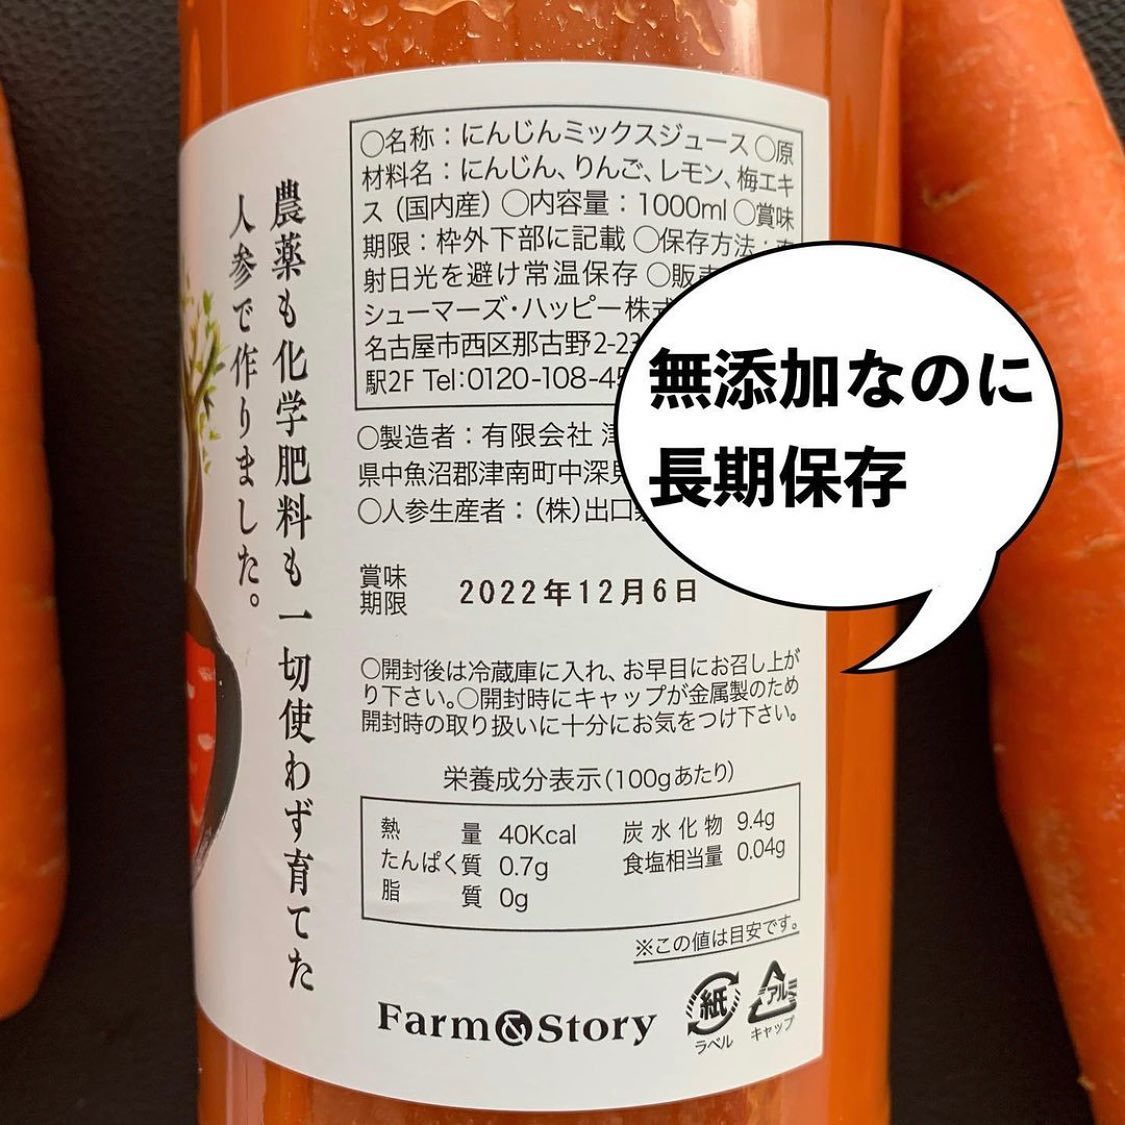 農薬も化学肥料も一切使わず育てた
人参で作りました。
○名称：にんじんミックスジュース ○原
材料名：にんじん、りんご、レモン、梅エキ
ス（国内産）○内容量：1000ml ○賞味
期限：枠外下部に記載 ○保存方法：
射日光を避け常温保存 ○販売
シューマーズ・ハッピー株式
名古屋市西区那古野2-23
駅2F Tel:0120-108-4
○製造者：有限会社 津
県中魚沼郡津南町中深見
○人参生産者：（株）出口
無添加なのに
長期保存
賞味
期限
2022年12月6日
○開封後は冷蔵庫に入れ、お早目にお召し上が
り下さい。○開封時にキャップが金属製のため
開封時の取り扱いに十分にお気をつけ下さい。
栄養成分表示（100gあたり）
熱量 40Kcal 炭水化物 9.4g
たんぱく質 0.7g 食塩相当量 0.04g
脂質 0g
※この値は目安です。
Farm&Story
紙
ラベル
アルミ
キャップ